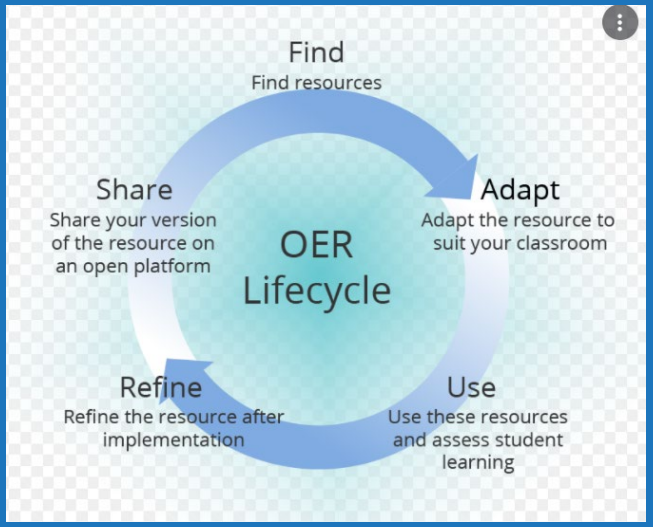 Find
Find resources
Adapt
Adapt the resource to
suit your classroom
Use
Use these resources
and assess student
learning
Refine
Refine the resource after
implementation
Share
Share your version
of the resource on
an open platform
OER
Lifecycle